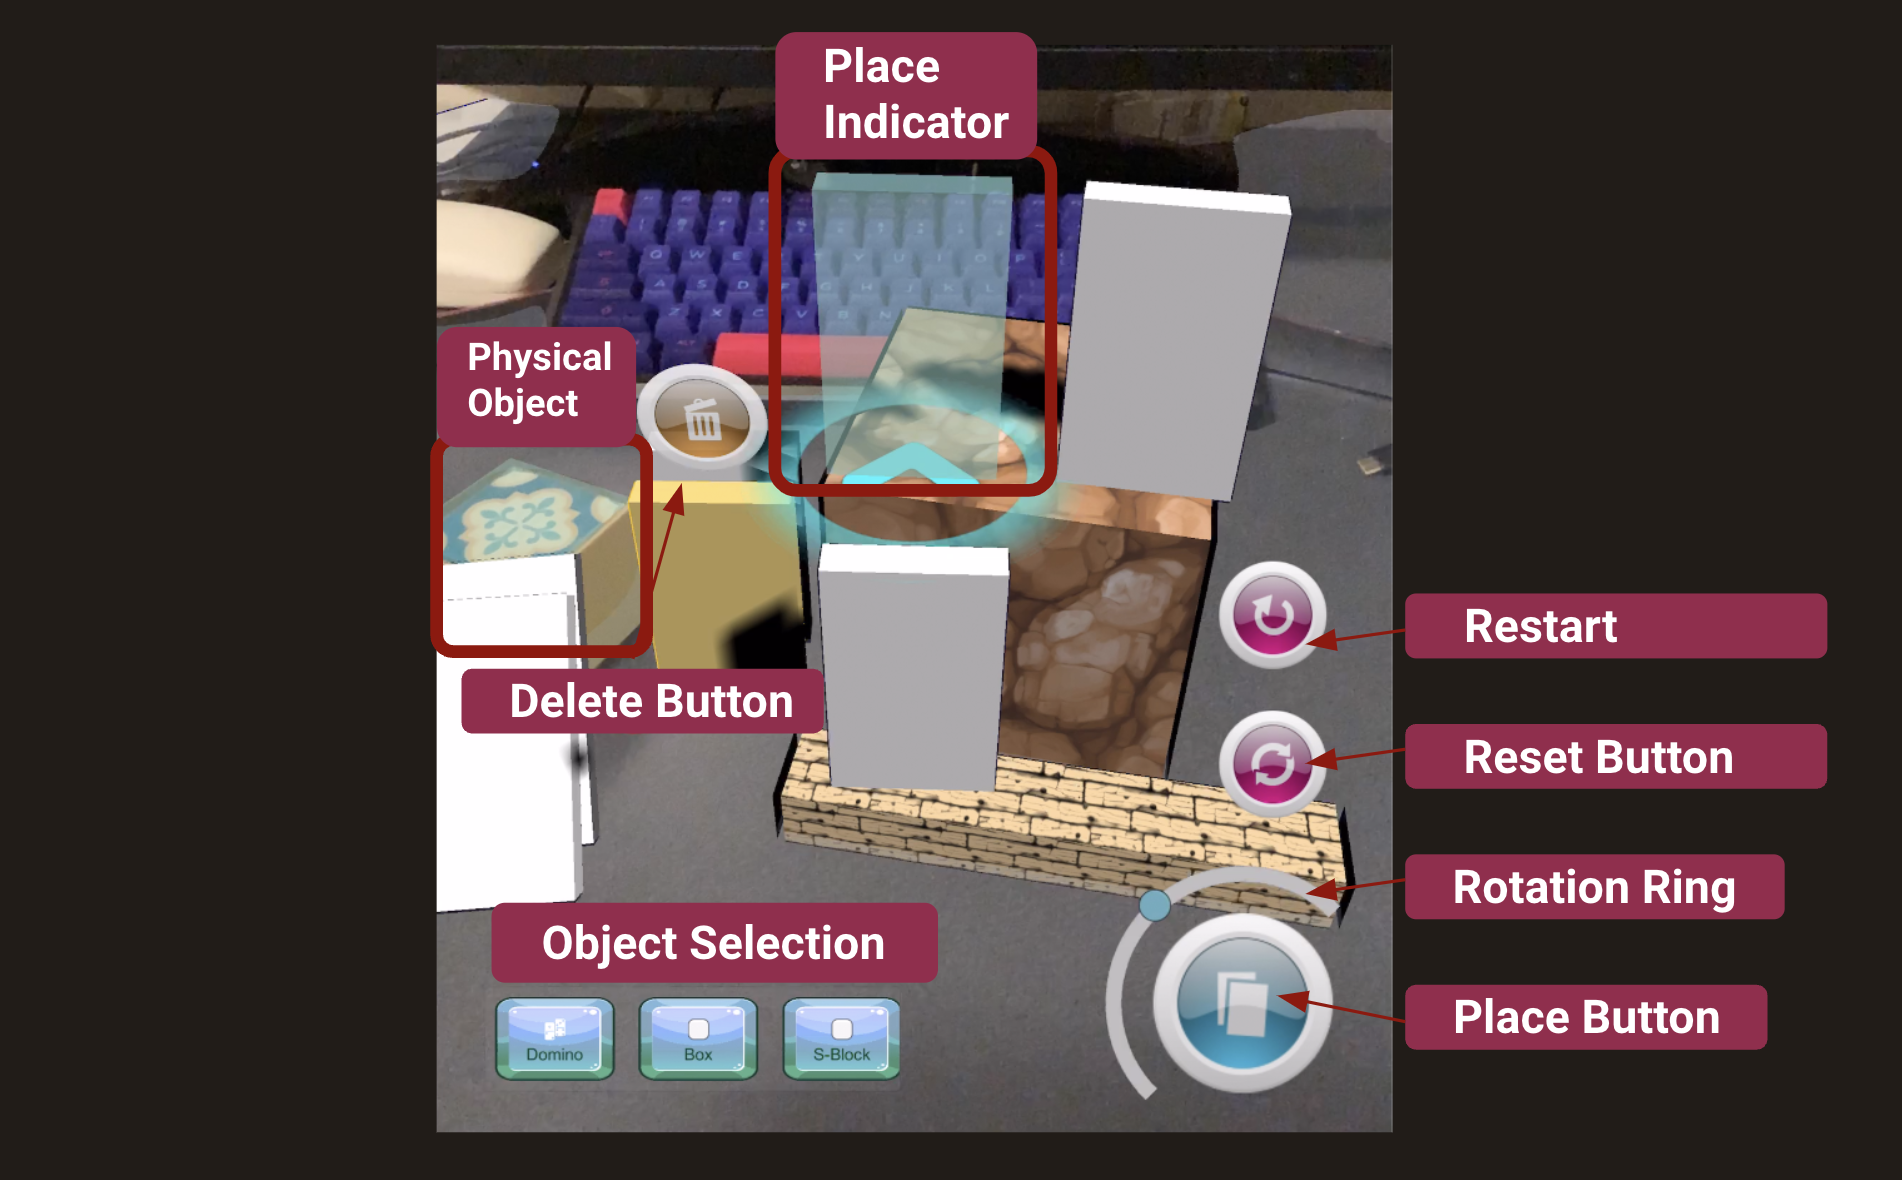 Place
Indicator
Q W E Y U I O P
A S D F G H J K L
Z X C V B N
Physical
Object
Delete Button
Restart
Reset Button
Rotation Ring
Object Selection
Place Button
Domino
Box
S-Block